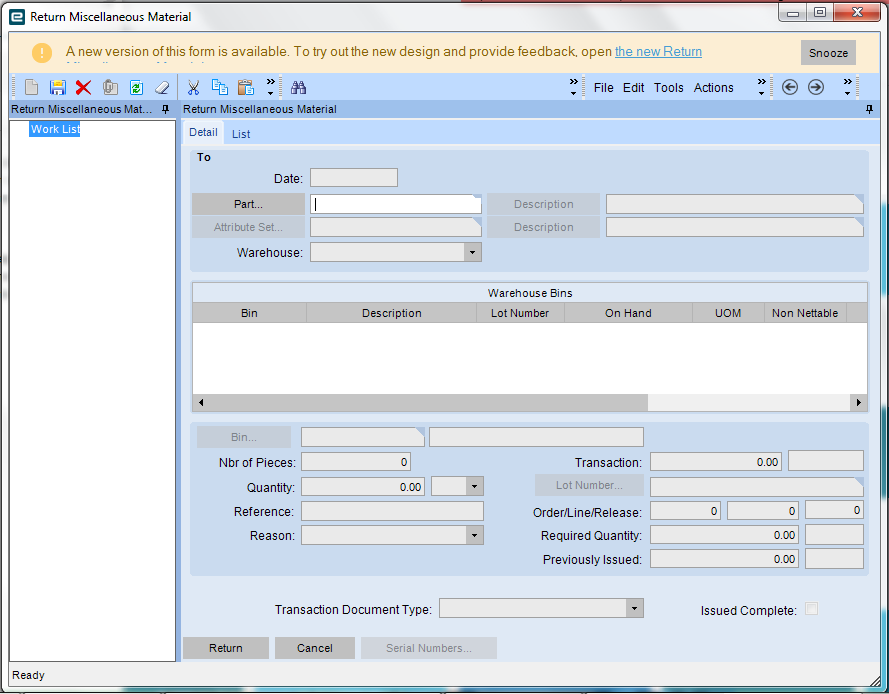 Return Miscellaneous Material
A new version of this form is available. To try out the new design and provide feedback, open the new Return
Snooze
File Edit Tools Actions
Return Miscellaneous Mat...
Return Miscellaneous Material
Work List
Detail List
To
Date:
Part... Description
Attribute Set... Description
Warehouse:
Warehouse Bins
Bin Description Lot Number On Hand UOM Non Nettable
Bin...
Nbr of Pieces: 0 Transaction: 0.00
Quantity: 0.00 Lot Number...
Reference: Order/Line/Release: 0 0 0
Reason: Required Quantity: 0.00
Previously Issued: 0.00
Transaction Document Type: Issued Complete:
Return Cancel Serial Numbers...
Ready